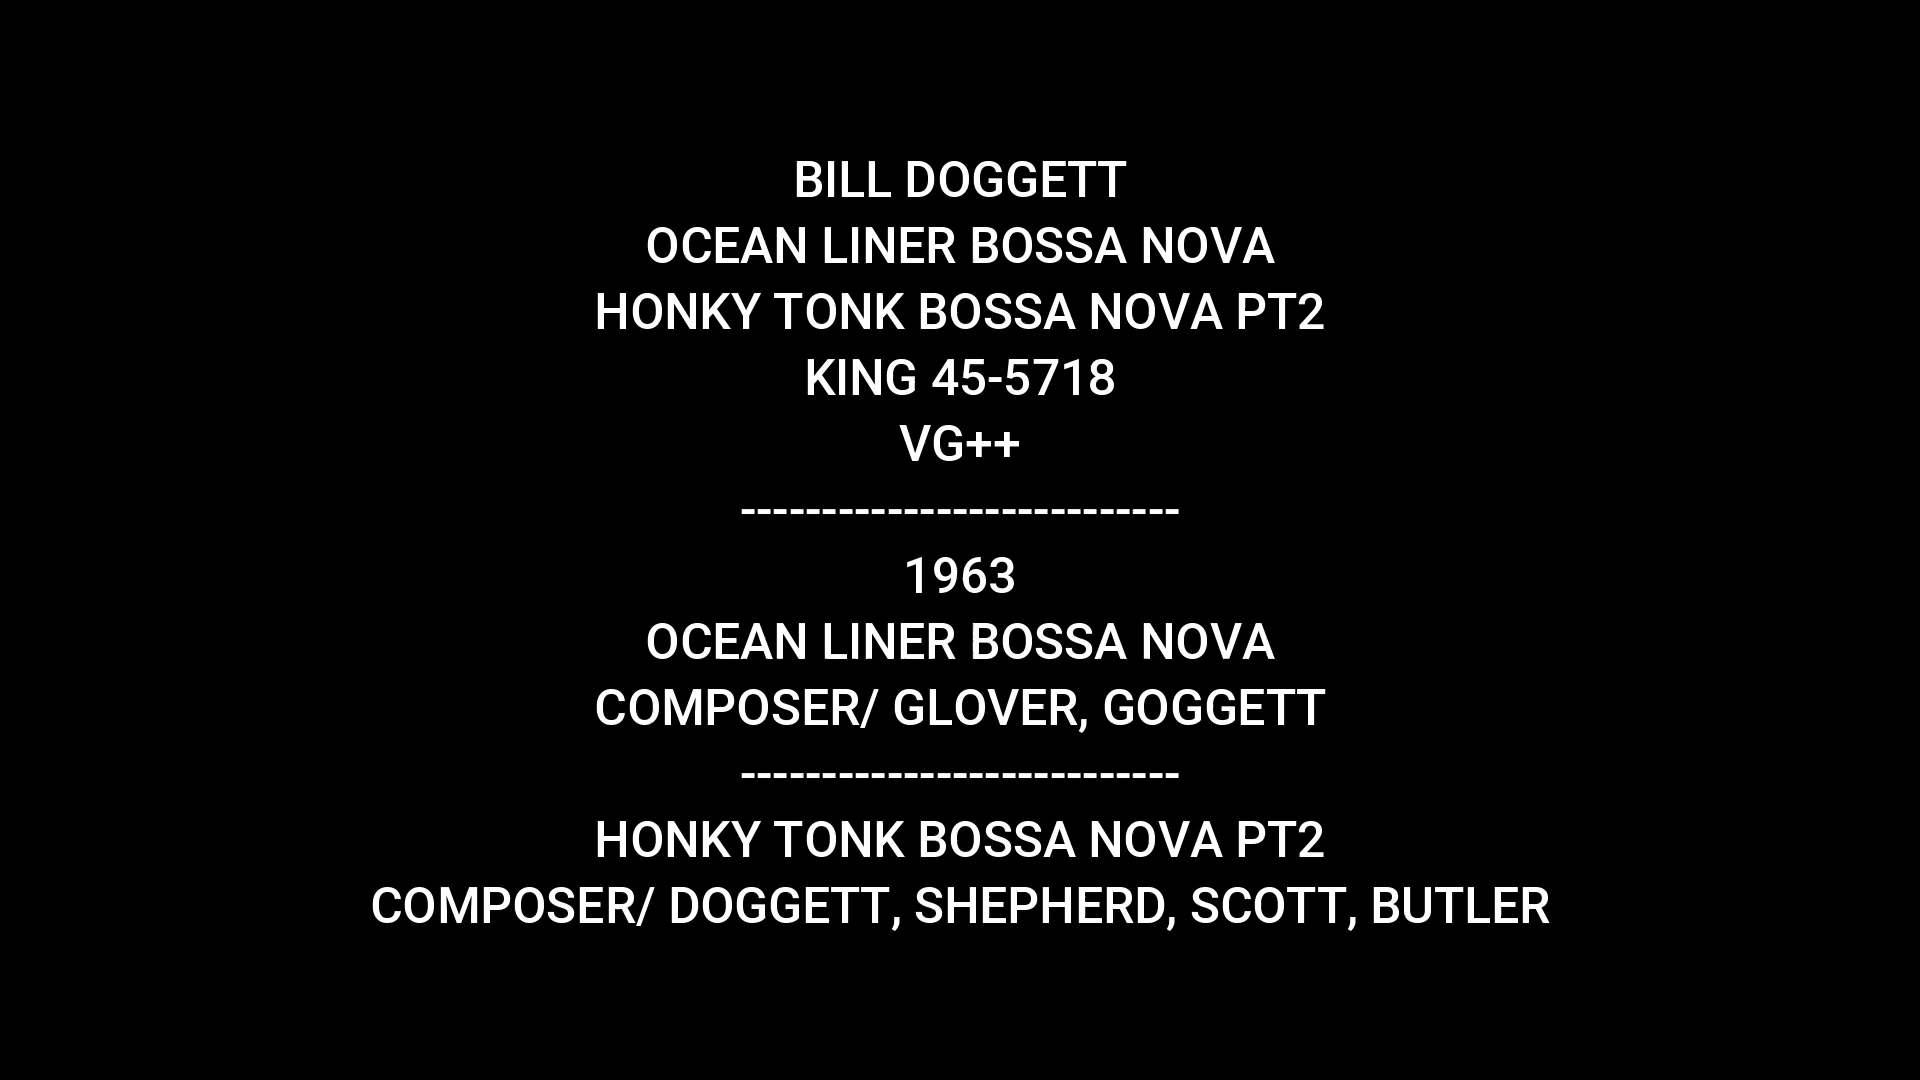 BILL DOGGETT
OCEAN LINER BOSSA NOVA
HONKY TONK BOSSA NOVA PT2
KING 45-5718
VG++
---------------------------
1963
OCEAN LINER BOSSA NOVA
COMPOSER/ GLOVER, GOGGETT
---------------------------
HONKY TONK BOSSA NOVA PT2
COMPOSER/ DOGGETT, SHEPHERD, SCOTT, BUTLER